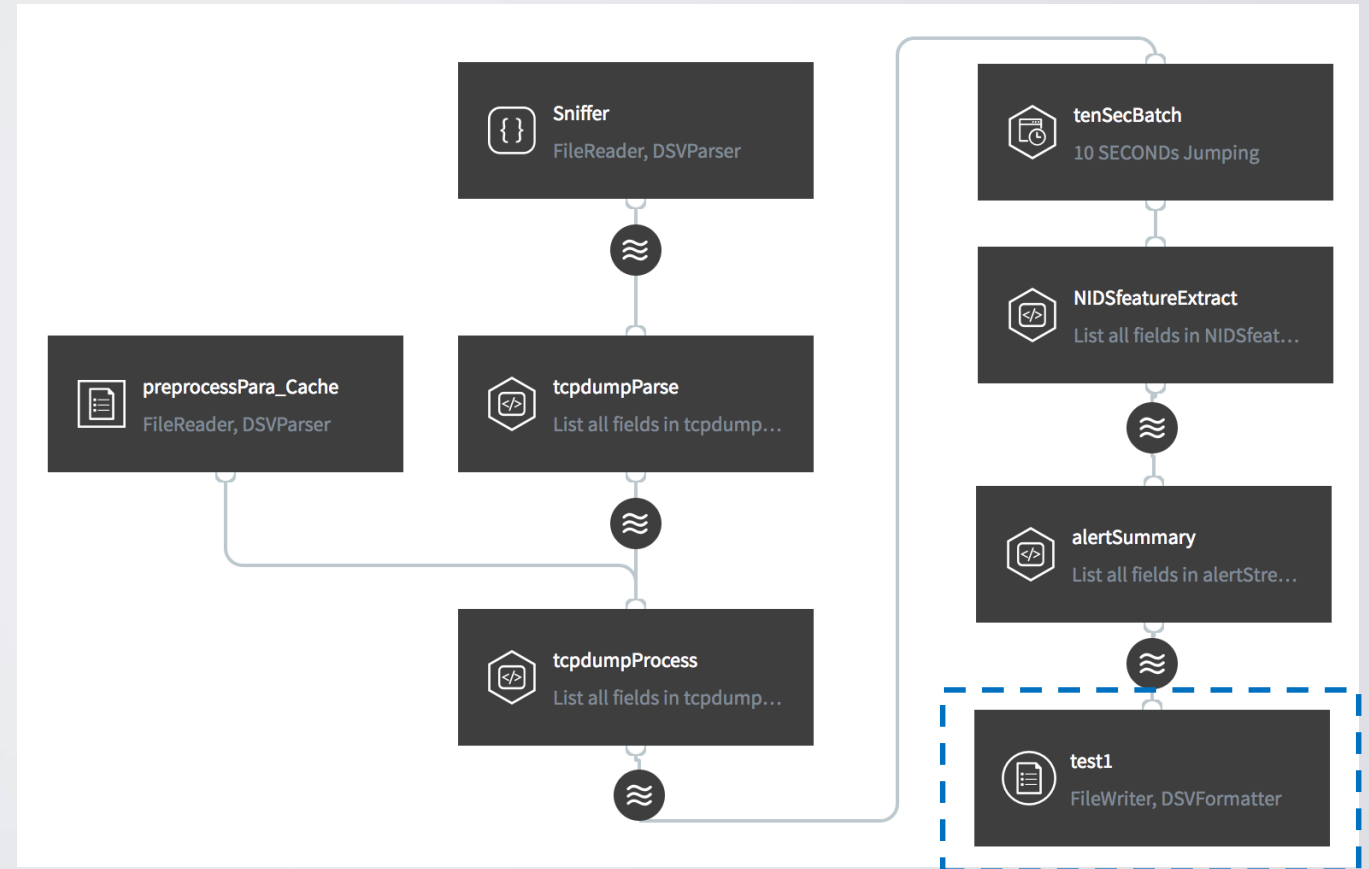 Sniffer
FileReader, DSVParser
preprocessPara_Cache
FileReader, DSVParser
tcpdumpParse
List all fields in tcpdump…
tcpdumpProcess
List all fields in tcpdump…
tenSecBatch
10 SECONDs Jumping
NIDSfeatureExtract
List all fields in NIDSfeat…
alertSummary
List all fields in alertStre…
test1
FileWriter, DSVFormatter